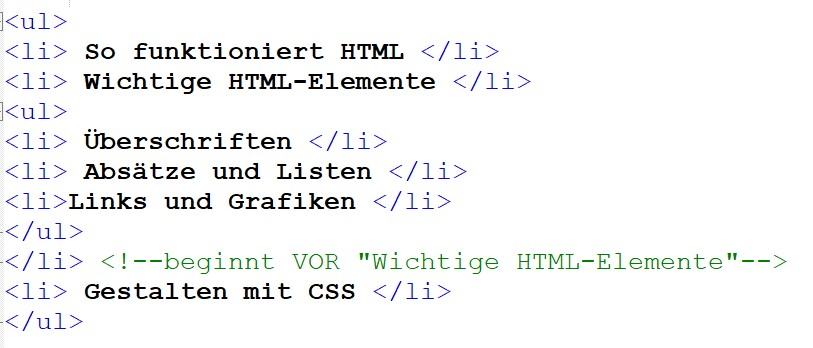 <ul>
<li> So funktioniert HTML </li>
<li> Wichtige HTML-Elemente </li>
<ul>
<li> Überschriften </li>
<li> Absätze und Listen </li>
<li>Links und Grafiken </li>
</ul>
</li> <!--beginnt VOR "Wichtige HTML-Elemente"-->
<li> Gestalten mit CSS </li>
</ul>